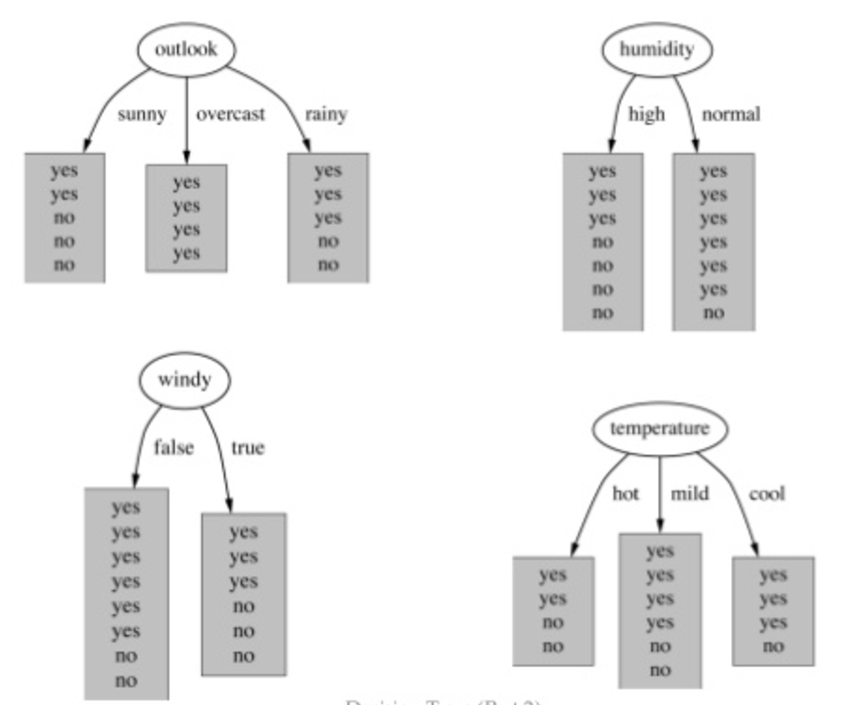 outlook
sunny overcast rainy
yes
yes
no
no
no
yes
yes
yes
yes
yes
yes
yes
no
no
humidity
high normal
yes
yes
yes
no
no
no
no
yes
yes
yes
yes
yes
yes
no
windy
false true
yes
yes
yes
yes
yes
yes
no
no
yes
yes
yes
no
no
no
temperature
hot mild cool
yes
yes
no
no
yes
yes
yes
yes
no
no
yes
yes
yes
no